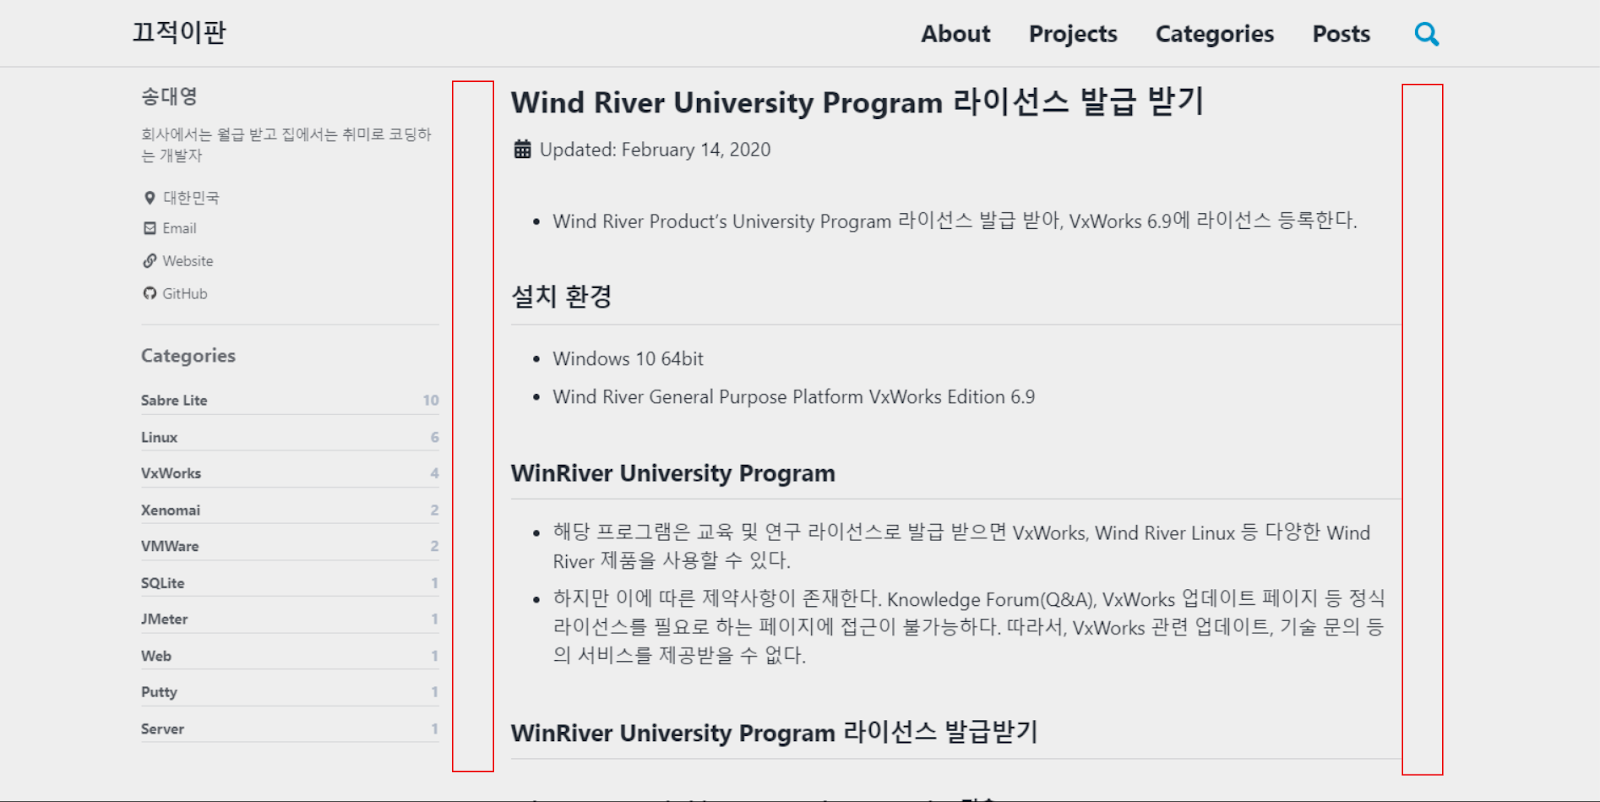 끄적이판
About Projects Categories Posts
송대영
회사에서는 월급 받고 집에서는 취미로 코딩하
는 개발자
대한민국
Email
Website
GitHub
Categories
Sabre Lite 10
Linux 6
VxWorks 4
Xenomai 2
VMWare 2
SQLite 1
JMeter 1
Web 1
Putty 1
Server 1
Wind River University Program 라이선스 발급 받기
Updated: February 14, 2020
• Wind River Product’s University Program 라이선스 발급 받아, VxWorks 6.9에 라이선스 등록한다.
설치 환경
• Windows 10 64bit
• Wind River General Purpose Platform VxWorks Edition 6.9
WinRiver University Program
• 해당 프로그램은 교육 및 연구 라이선스로 발급 받으면 VxWorks, Wind River Linux 등 다양한 Wind
River 제품을 사용할 수 있다.
• 하지만 이에 따른 제약사항이 존재한다. Knowledge Forum(Q&A), VxWorks 업데이트 페이지 등 정식
라이선스를 필요로 하는 페이지에 접근이 불가능하다. 따라서, VxWorks 관련 업데이트, 기술 문의 등
의 서비스를 제공받을 수 없다.
WinRiver University Program 라이선스 발급받기